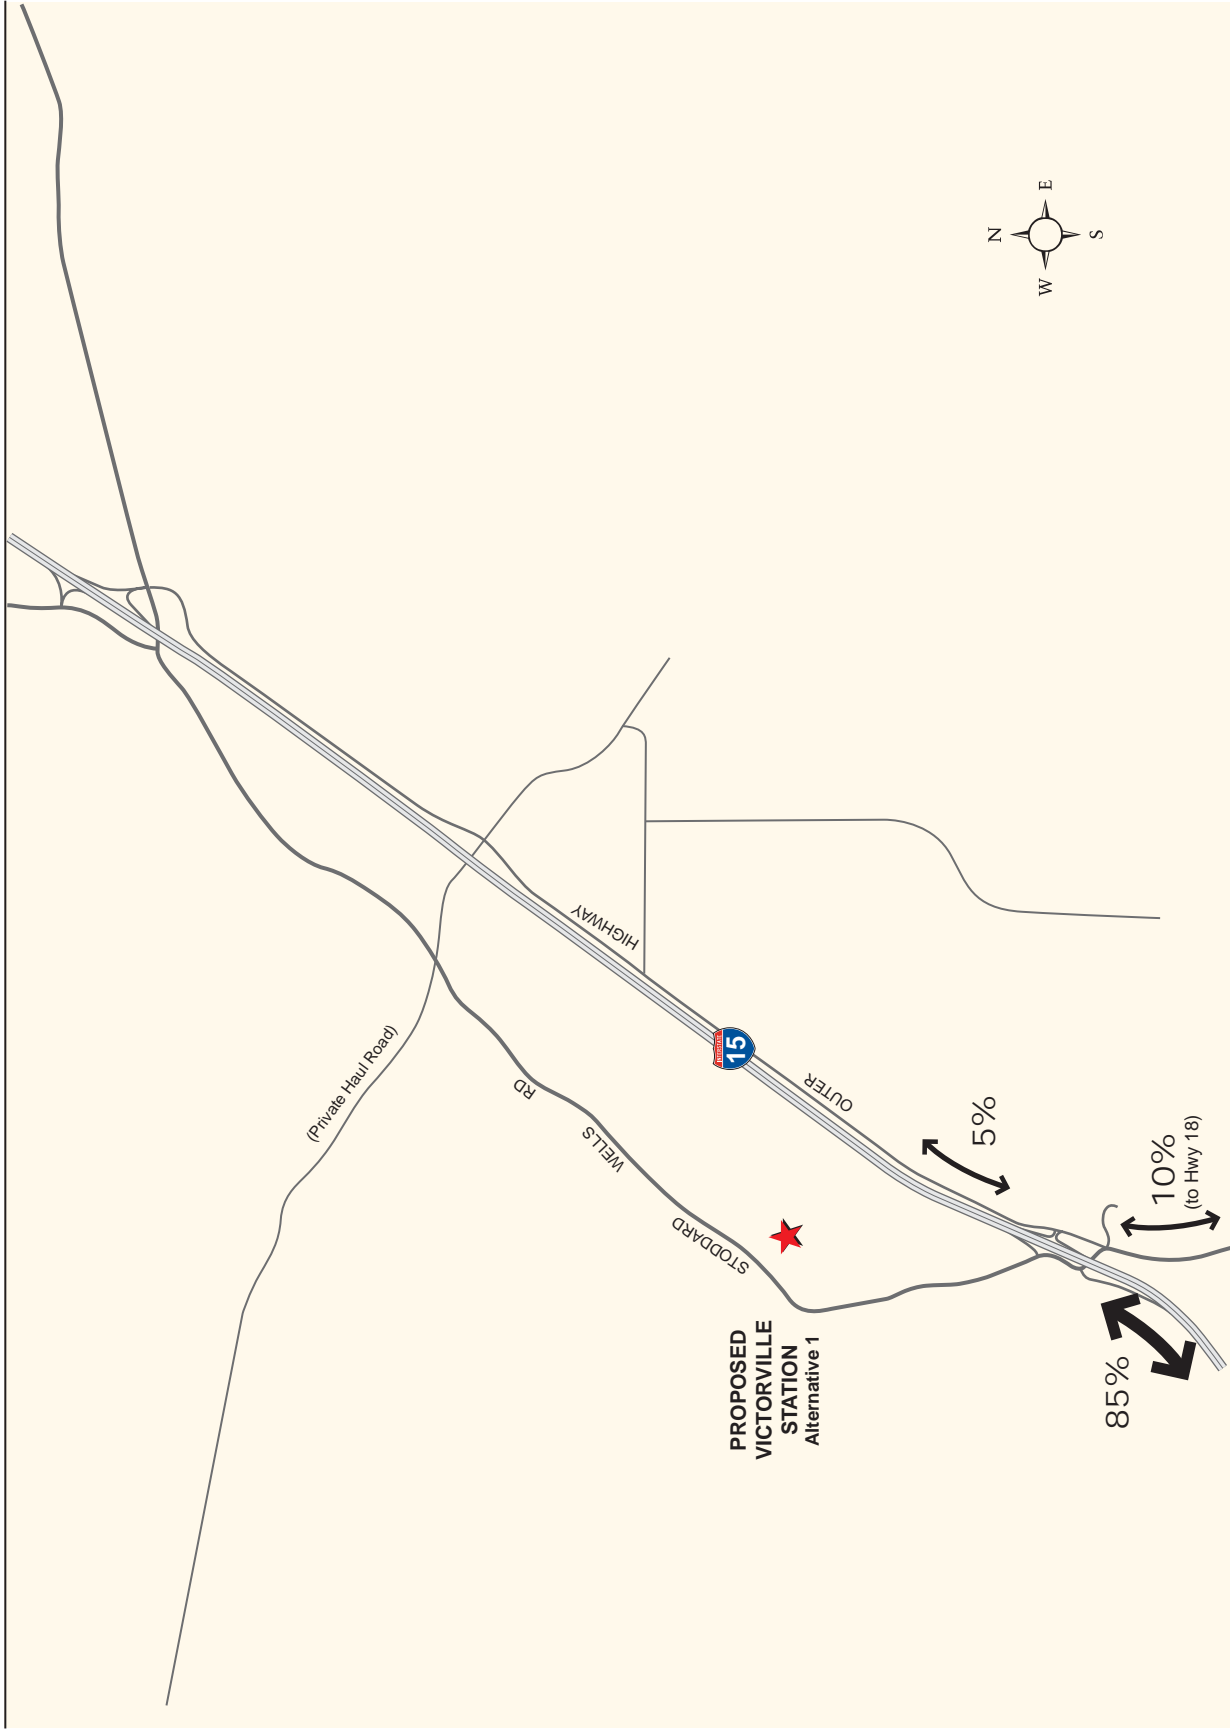 N
W
E
S
(Private Haul Road)
STODDARD
WELLS
RD
OUTER
HIGHWAY
INTERSTATE
15
PROPOSED
VICTORVILLE
STATION
Alternative 1
5%
10%
(to Hwy 18)
85%